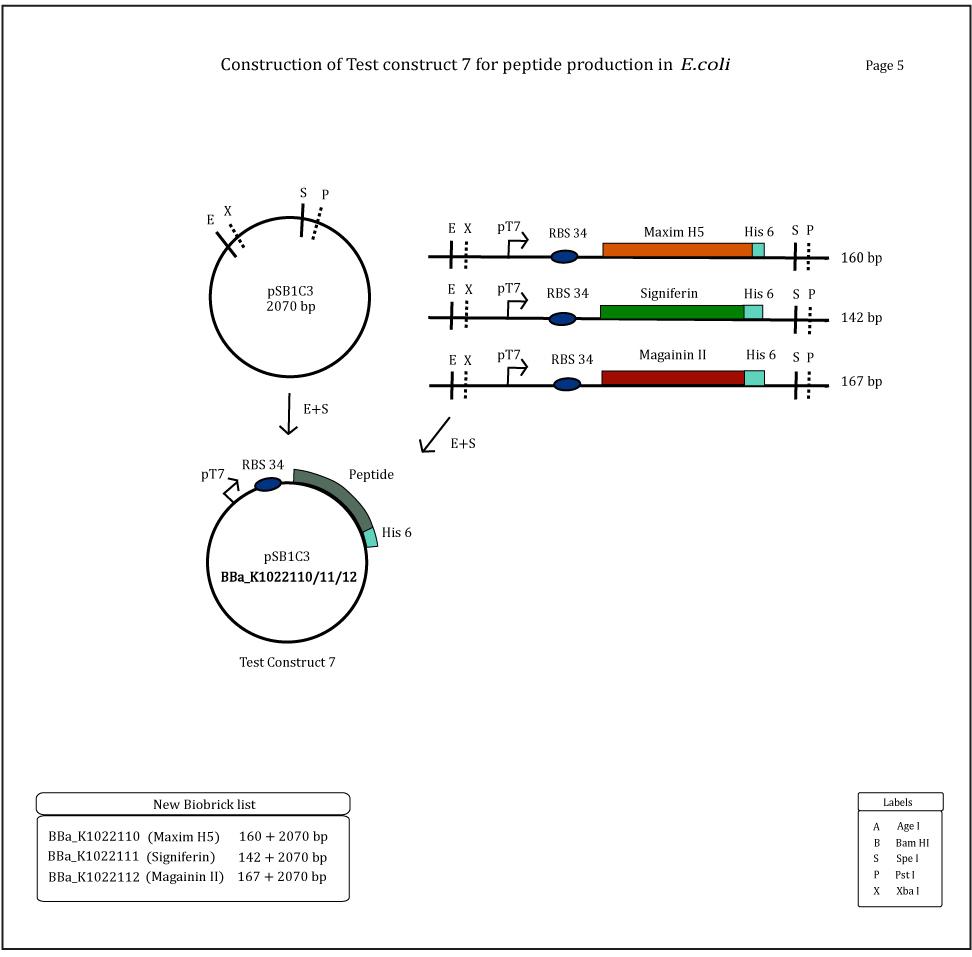 Construction of Test construct 7 for peptide production in E.coli
Page 5
S P
E X
pSB1C3
2070 bp
E X pT7 RBS 34 Maxim H5 His 6 S P
160 bp
E X pT7 RBS 34 Signiferin His 6 S P
142 bp
E X pT7 RBS 34 Magainin II His 6 S P
167 bp
E+S
E+S
pT7 RBS 34 Peptide
His 6
pSB1C3
BBa_K1022110/11/12
Test Construct 7
New Biobrick list
BBa_K1022110 (Maxim H5) 160 + 2070 bp
BBa_K1022111 (Signiferin) 142 + 2070 bp
BBa_K1022112 (Magainin II) 167 + 2070 bp
Labels
A Age I
B Bam HI
S Spe I
P Pst I
X Xba I